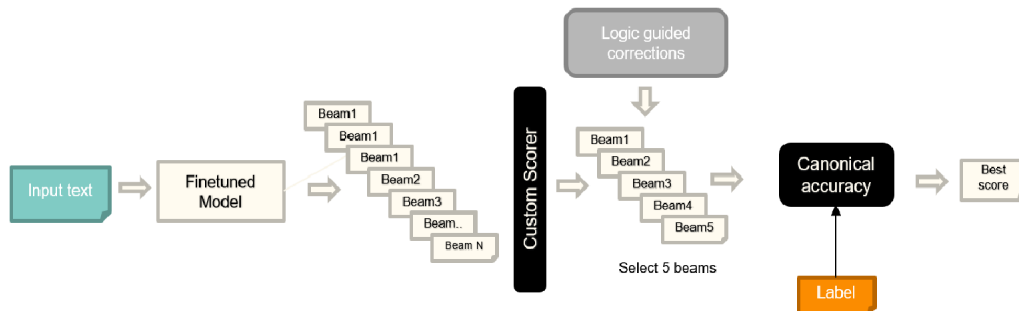 Logic guided
corrections
Input text
Finetuned
Model
Beam1
Beam1
Beam1
Beam2
Beam3
Beam..
Beam N
Custom Scorer
Beam1
Beam2
Beam3
Beam4
Beam5
Select 5 beams
Canonical
accuracy
Best
score
Label